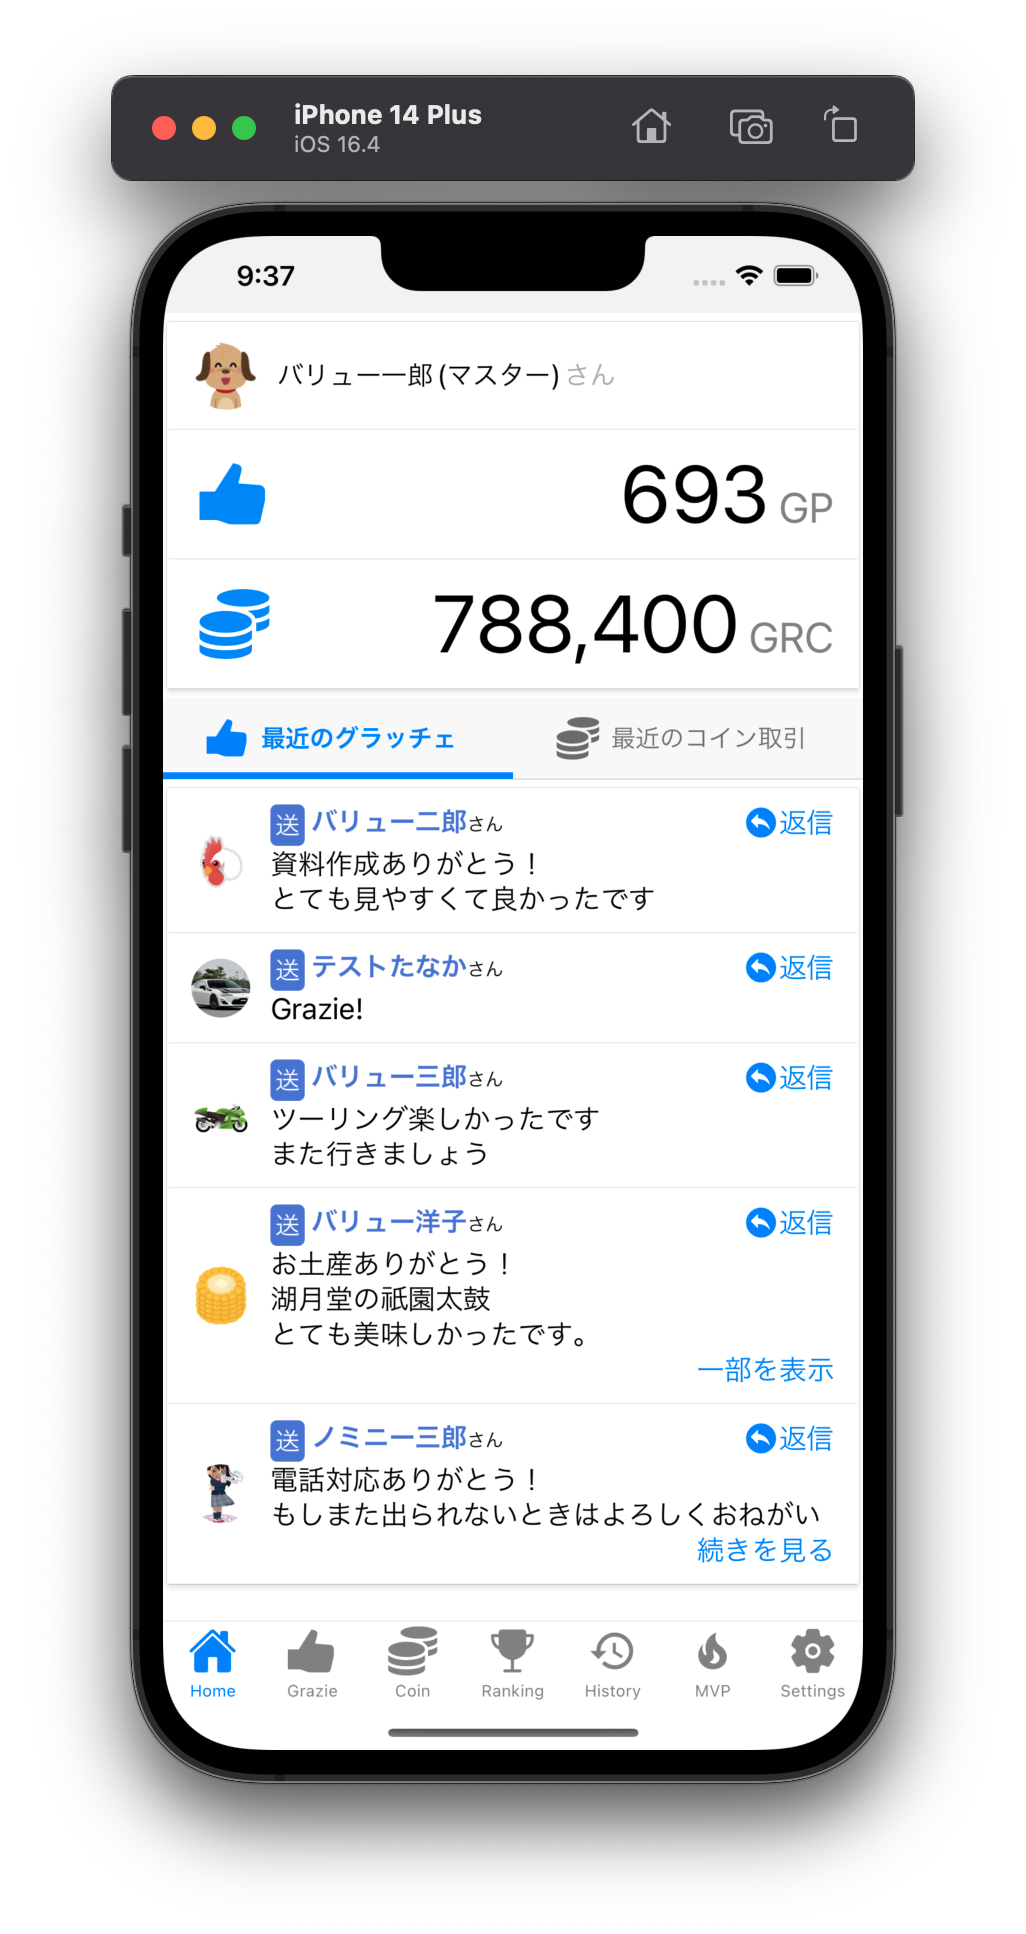 iPhone 14 Plus
iOS 16.4
9:37
バリュー一郎(マスター)さん
693 GP
788,400 GRC
最近のグラッチェ
最近のコイン取引
送 バリュー二郎さん
返信
資料作成ありがとう！
とても見やすくて良かったです
送 テストたなかさん
返信
Grazie!
送 バリュー三郎さん
返信
ツーリング楽しかったです
また行きましょう
送 バリュー洋子さん
返信
お土産ありがとう！
湖月堂の祇園太鼓
とても美味しかったです。
一部を表示
送 ノミニー三郎さん
返信
電話対応ありがとう！
もしまた出られないときはよろしくおねがい
続きを見る
Home
Grazie
Coin
Ranking
History
MVP
Settings